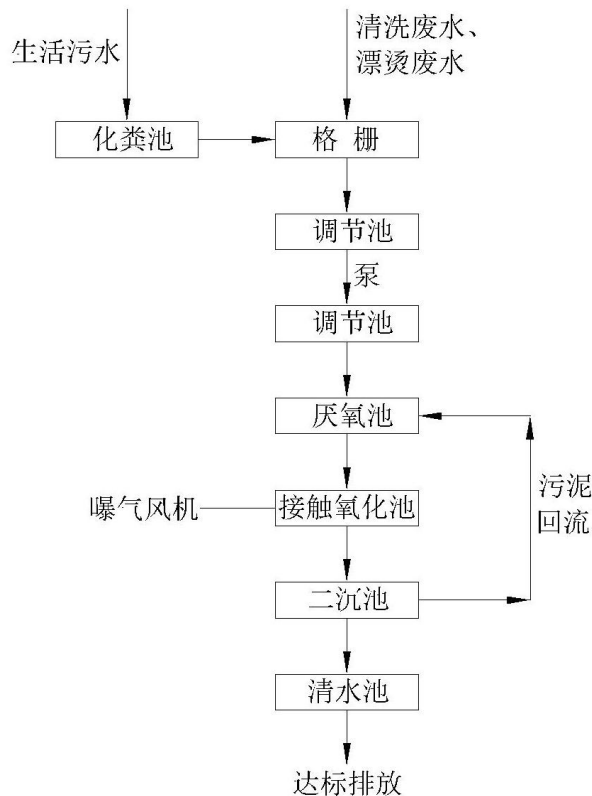 生活污水
清洗废水、
漂烫废水
化粪池
格 栅
调节池
泵
调节池
厌氧池
污泥
回流
曝气风机
接触氧化池
二沉池
清水池
达标排放